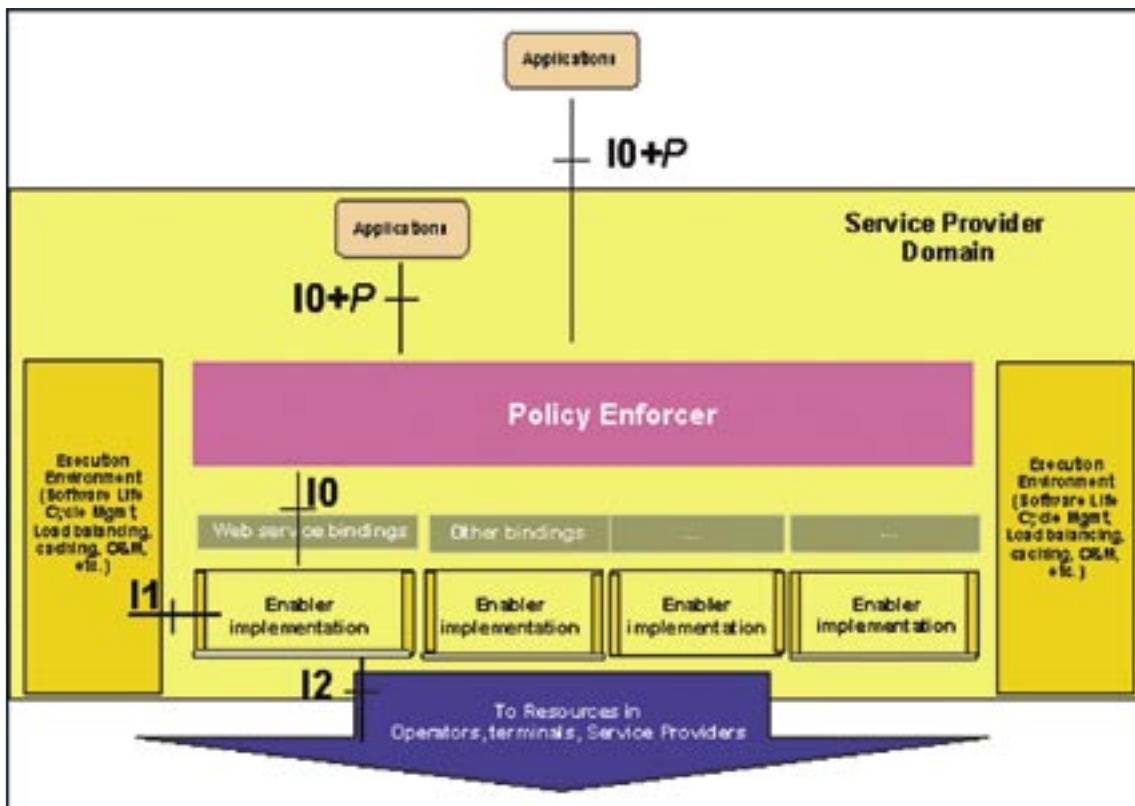 Applications
I0+P
Applications
Service Provider
Domain
I0+P
Policy Enforcer
Execution
Environment
(Software Life
Cycle Mgmt,
Load balancing,
caching, O&M,
etc.)
Execution
Environment
(Software Life
Cycle Mgmt,
Load balancing,
caching, O&M,
etc.)
I0
Web service bindings
Other bindings
...
...
I1
Enabler
implementation
Enabler
implementation
Enabler
implementation
Enabler
implementation
I2
To Resources in
Operators,terminals, Service Providers